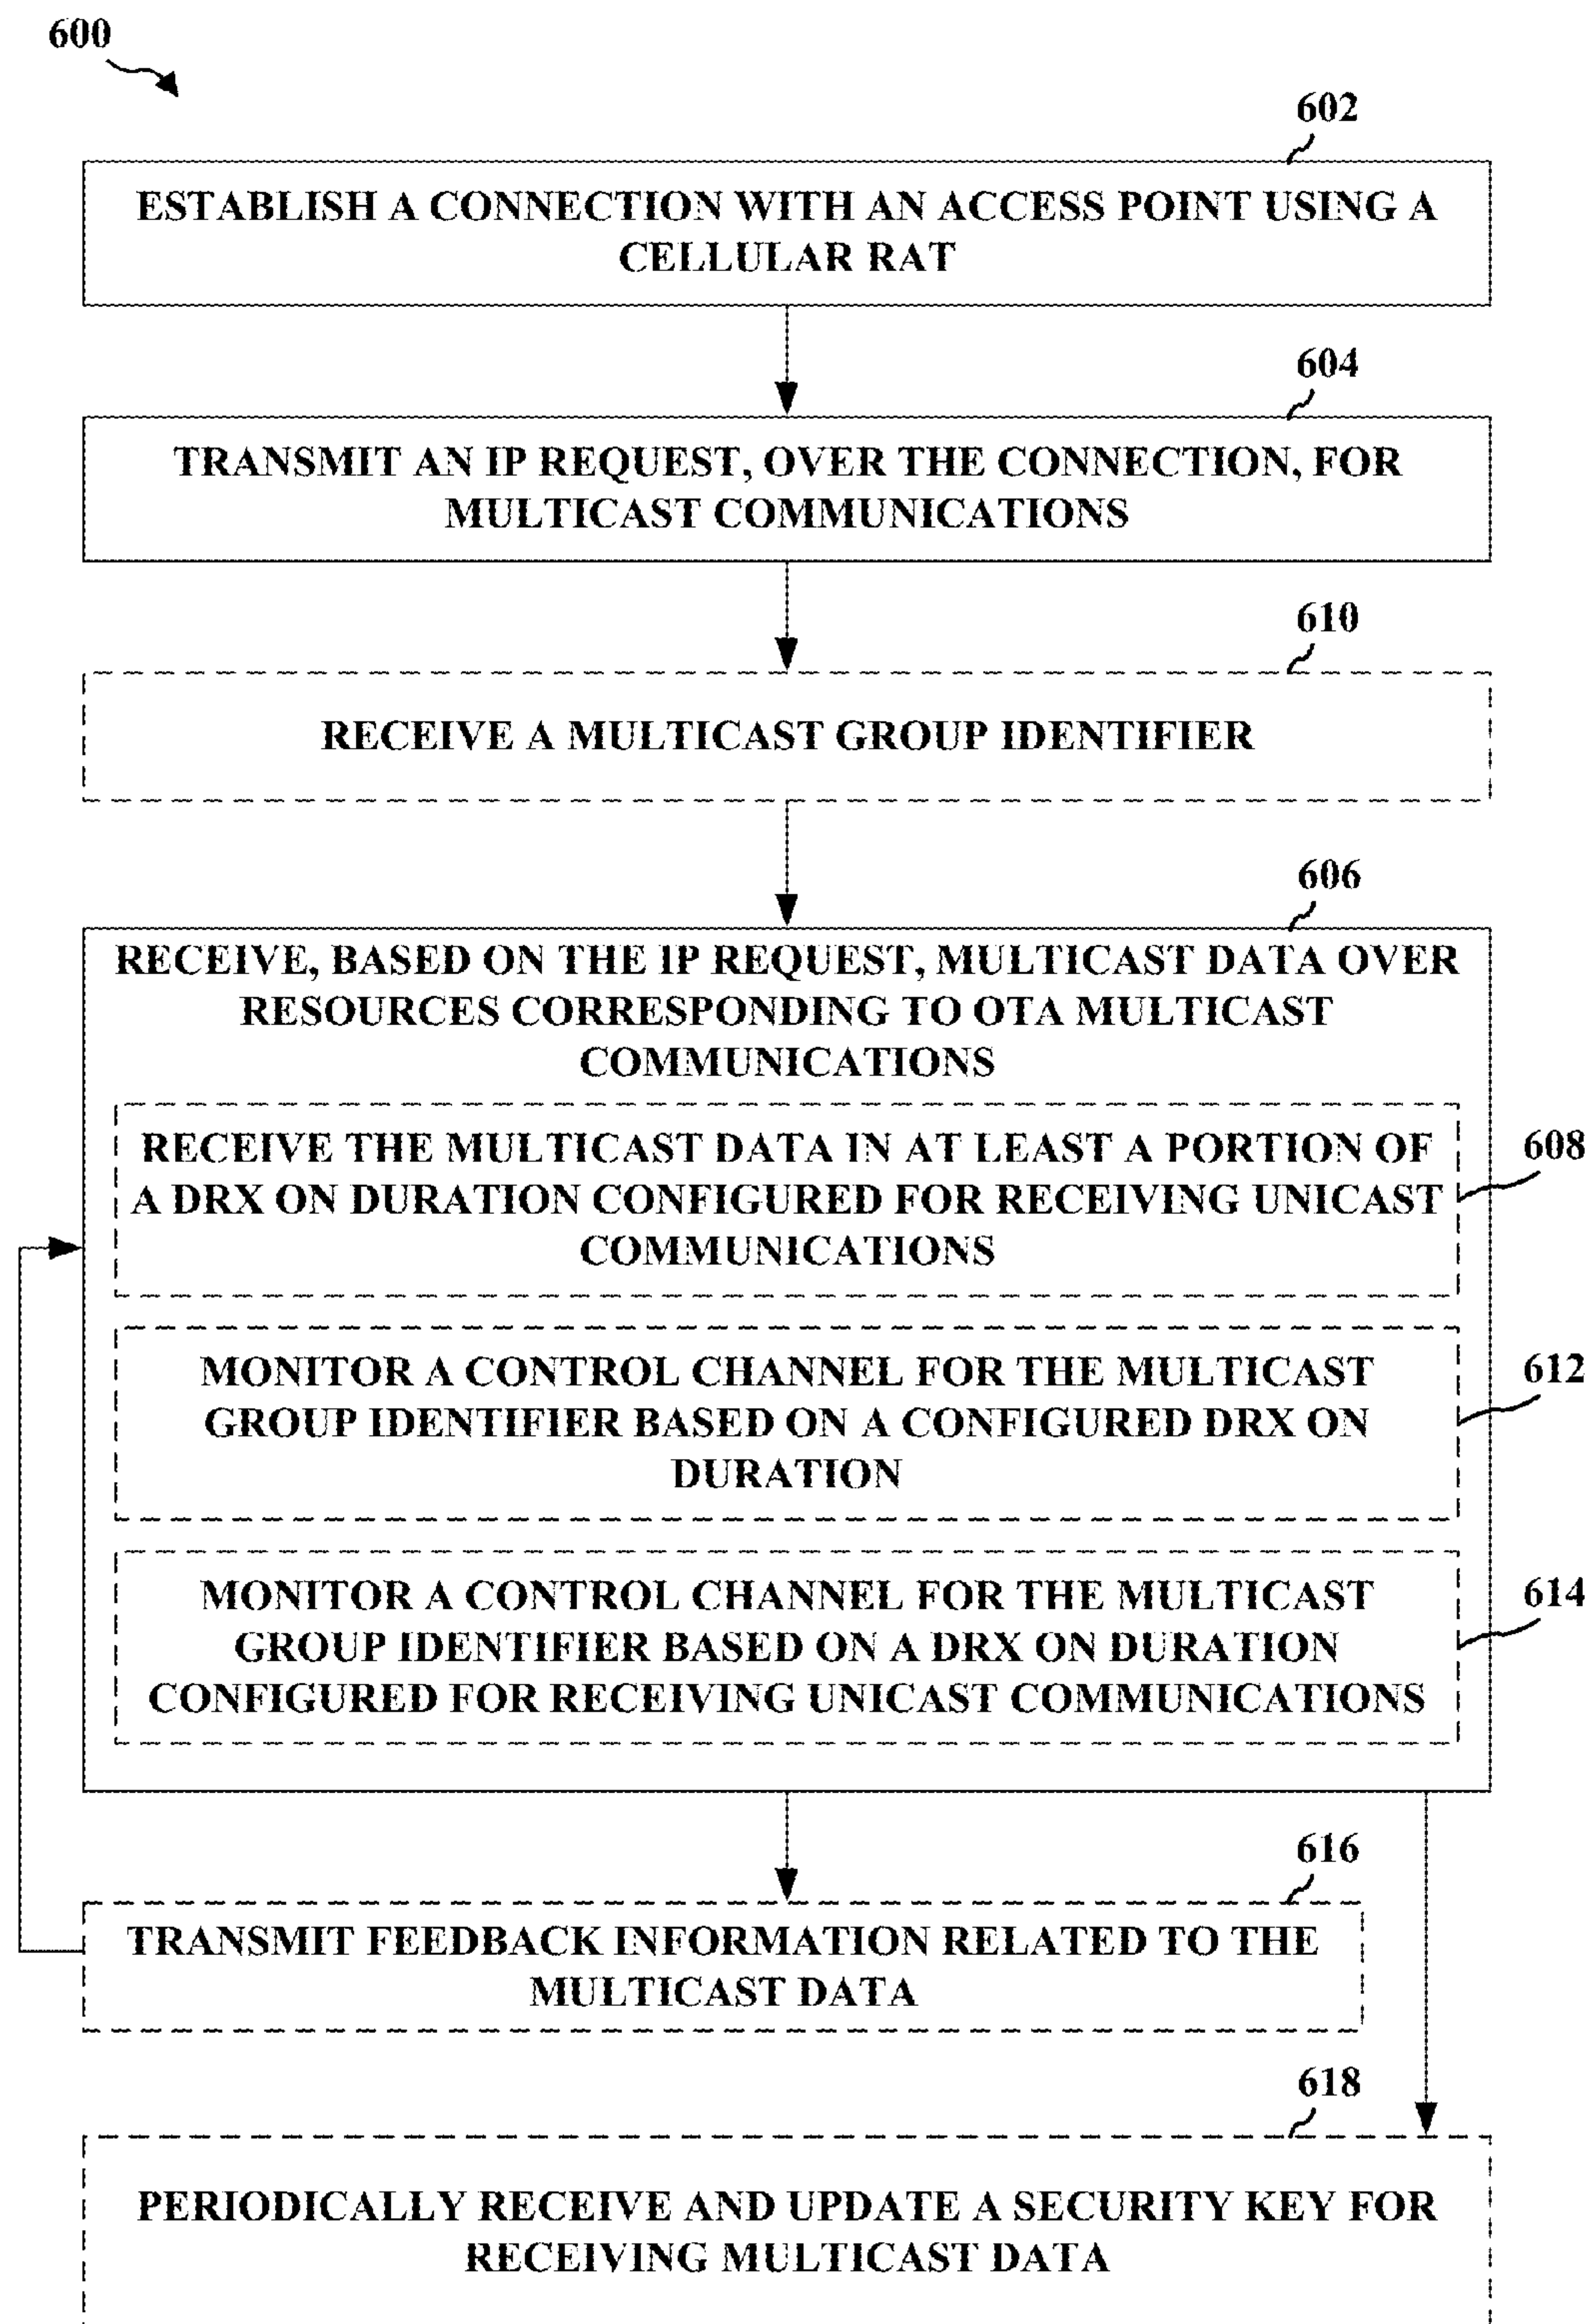 600
602
ESTABLISH A CONNECTION WITH AN ACCESS POINT USING A
CELLULAR RAT
604
TRANSMIT AN IP REQUEST, OVER THE CONNECTION, FOR
MULTICAST COMMUNICATIONS
610
RECEIVE A MULTICAST GROUP IDENTIFIER
606
RECEIVE, BASED ON THE IP REQUEST, MULTICAST DATA OVER
RESOURCES CORRESPONDING TO OTA MULTICAST
COMMUNICATIONS
608
RECEIVE THE MULTICAST DATA IN AT LEAST A PORTION OF
A DRX ON DURATION CONFIGURED FOR RECEIVING UNICAST
COMMUNICATIONS
612
MONITOR A CONTROL CHANNEL FOR THE MULTICAST
GROUP IDENTIFIER BASED ON A CONFIGURED DRX ON
DURATION
614
MONITOR A CONTROL CHANNEL FOR THE MULTICAST
GROUP IDENTIFIER BASED ON A DRX ON DURATION
CONFIGURED FOR RECEIVING UNICAST COMMUNICATIONS
616
TRANSMIT FEEDBACK INFORMATION RELATED TO THE
MULTICAST DATA
618
PERIODICALLY RECEIVE AND UPDATE A SECURITY KEY FOR
RECEIVING MULTICAST DATA